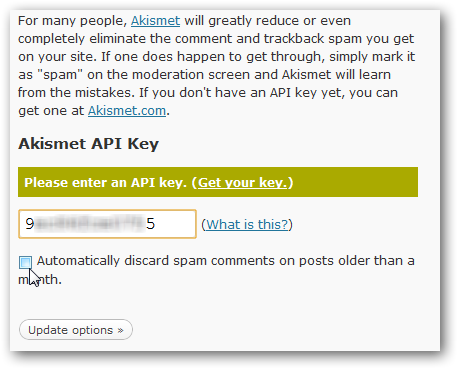 For many people, Akismet will greatly reduce or even
completely eliminate the comment and trackback spam you get
on your site. If one does happen to get through, simply mark it
as "spam" on the moderation screen and Akismet will learn
from the mistakes. If you don't have an API key yet, you can
get one at Akismet.com.
Akismet API Key
Please enter an API key. (Get your key.)
9 5 (What is this?)
Automatically discard spam comments on posts older than a
month.
Update options »